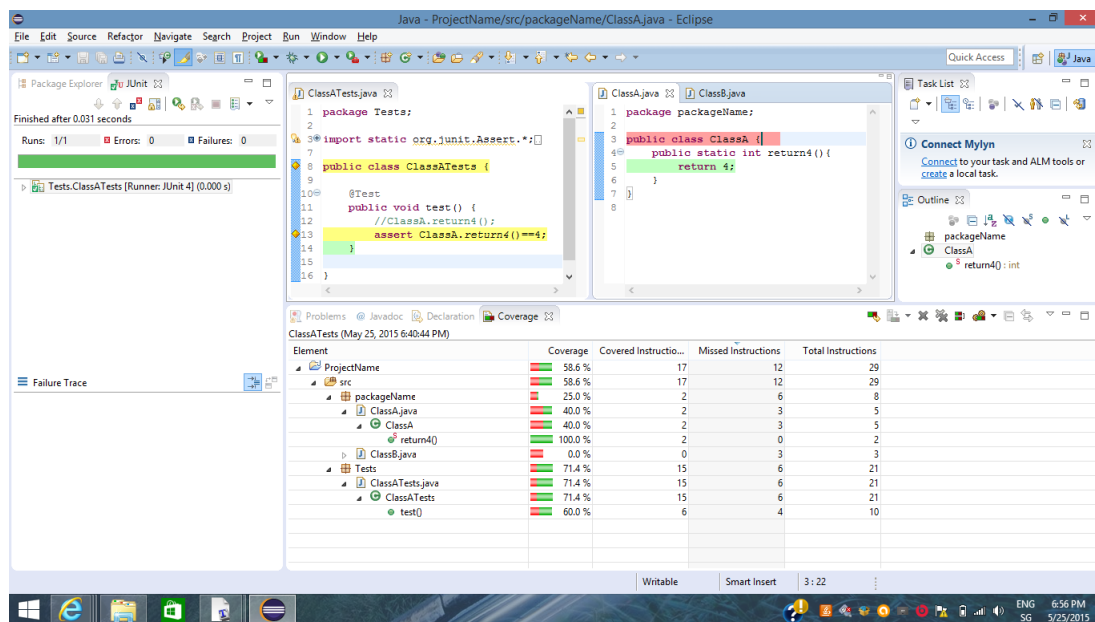 Java - ProjectName/src/packageName/ClassA.java - Eclipse
File Edit Source Refactor Navigate Search Project Run Window Help
Quick Access
Java
Package Explorer
JUnit
Finished after 0.031 seconds
Runs: 1/1
Errors: 0
Failures: 0
Tests.ClassATests [Runner: JUnit 4] (0.000 s)
Failure Trace
ClassATests.java
1 package Tests;
2
3 import static org.junit.Assert.*;
7
8 public class ClassATests {
9
10 @Test
11 public void test() {
12 //ClassA.return4();
13 assert ClassA.return4()==4;
14 }
15
16 }
ClassA.java
ClassB.java
1 package packageName;
2
3 public class ClassA {
4 public static int return4(){
5 return 4;
6 }
7 }
8
Task List
Connect Mylyn
Connect to your task and ALM tools or
create a local task.
Outline
packageName
ClassA
S return4() : int
Problems @ Javadoc Declaration Coverage
ClassATests (May 25, 2015 6:40:44 PM)
Element Coverage Covered Instructio... Missed Instructions Total Instructions
ProjectName 58.6 % 17 12 29
src 58.6 % 17 12 29
packageName 25.0 % 2 6 8
ClassA.java 40.0 % 2 3 5
ClassA 40.0 % 2 3 5
S return4() 100.0 % 2 0 2
ClassB.java 0.0 % 0 3 3
Tests 71.4 % 15 6 21
ClassATests.java 71.4 % 15 6 21
ClassATests 71.4 % 15 6 21
test() 60.0 % 6 4 10
Writable
Smart Insert
3 : 22
ENG
SG
6:56 PM
5/25/2015